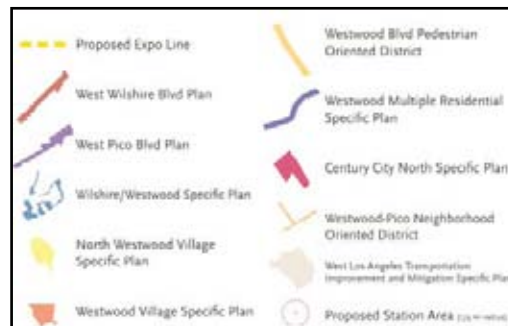 Proposed Expo Line
West Wilshire Blvd Plan
West Pico Blvd Plan
Wilshire/Westwood Specific Plan
North Westwood Village
Specific Plan
Westwood Village Specific Plan
Westwood Blvd Pedestrian
Oriented District
Westwood Multiple Residential
Specific Plan
Century City North Specific Plan
Westwood-Pico Neighborhood
Oriented District
West Los Angeles Transportation
Improvement and Mitigation Specific Plan
Proposed Station Area